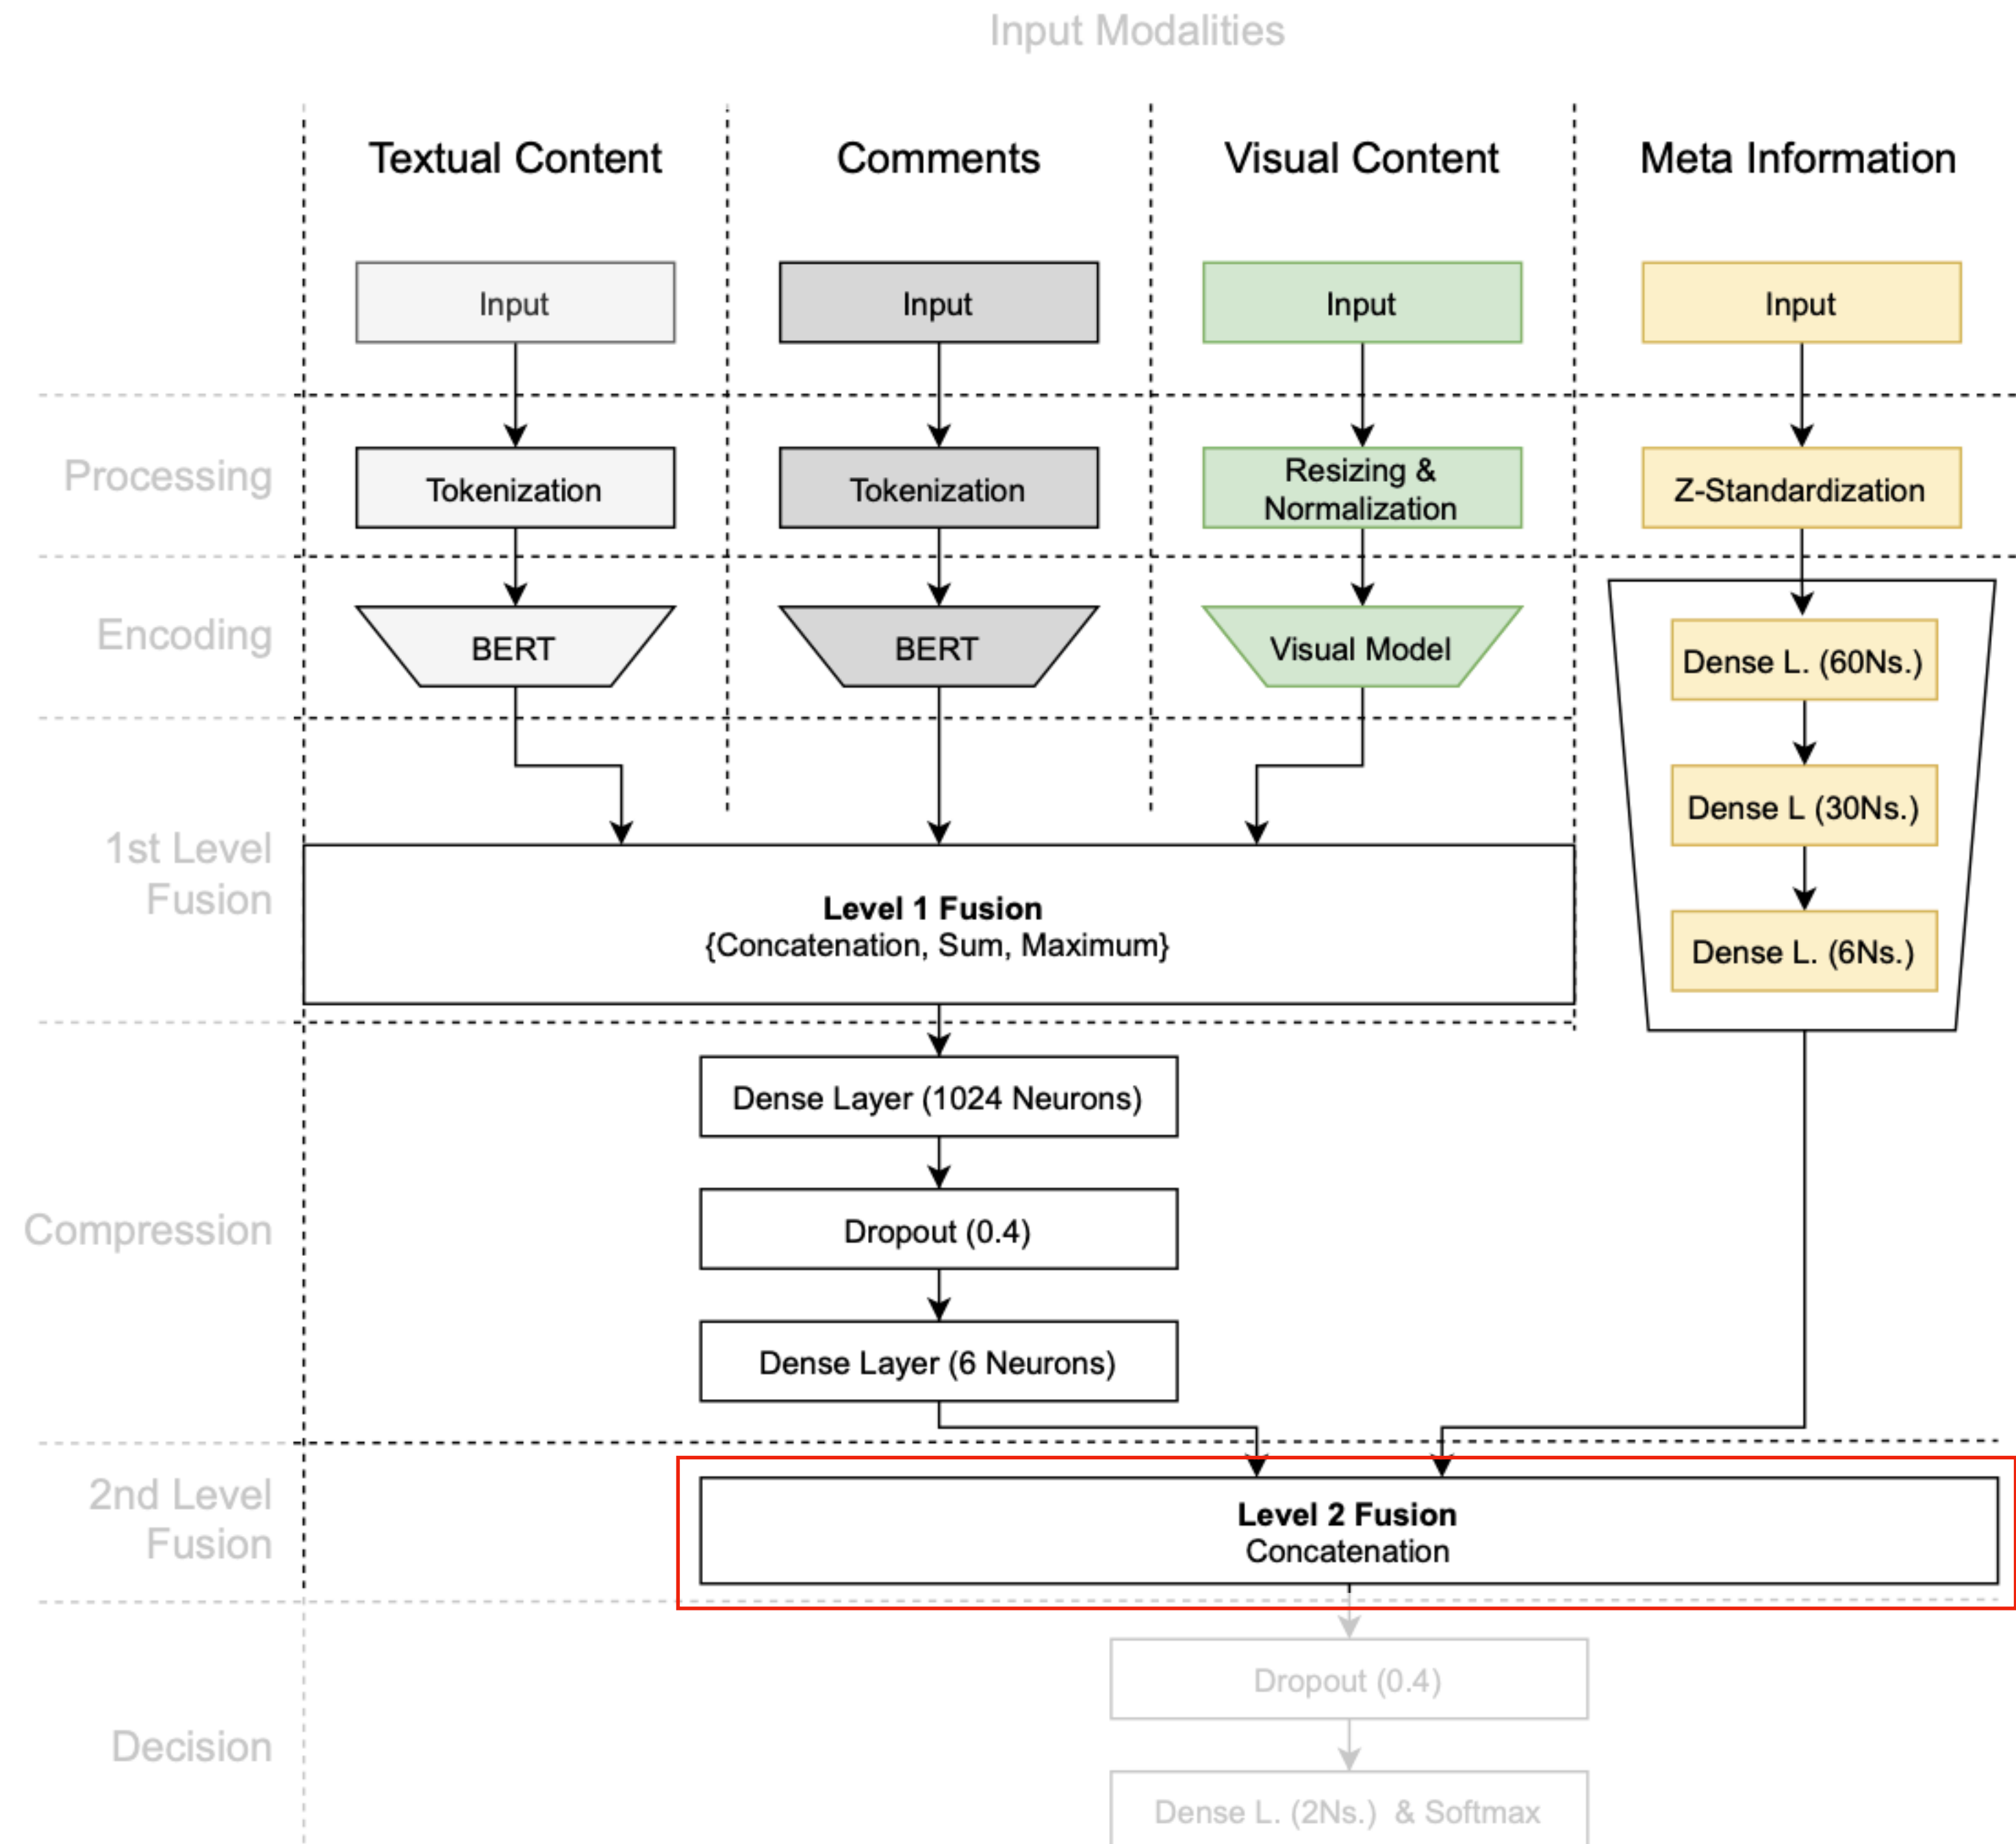 Input Modalities
Textual Content
Comments
Visual Content
Meta Information
Input
Input
Input
Input
Processing
Tokenization
Tokenization
Resizing &
Normalization
Z-Standardization
Encoding
BERT
BERT
Visual Model
Dense L. (60Ns.)
Dense L (30Ns.)
Dense L. (6Ns.)
1st Level
Fusion
Level 1 Fusion
{Concatenation, Sum, Maximum}
Compression
Dense Layer (1024 Neurons)
Dropout (0.4)
Dense Layer (6 Neurons)
2nd Level
Fusion
Level 2 Fusion
Concatenation
Decision
Dropout (0.4)
Dense L. (2Ns.) & Softmax